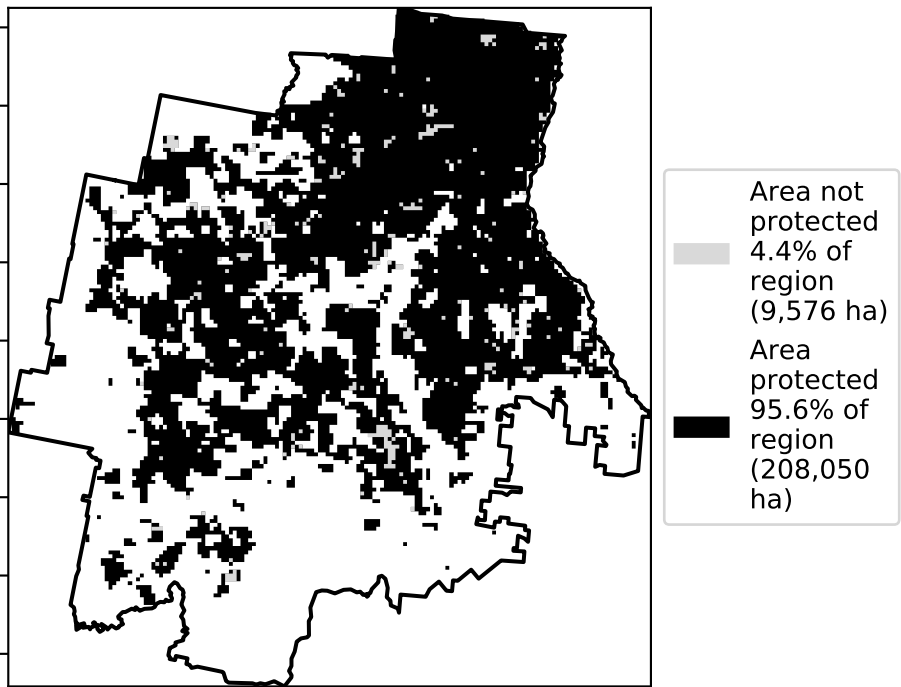 Area not
protected
4.4% of
region
(9,576 ha)
Area
protected
95.6% of
region
(208,050
ha)